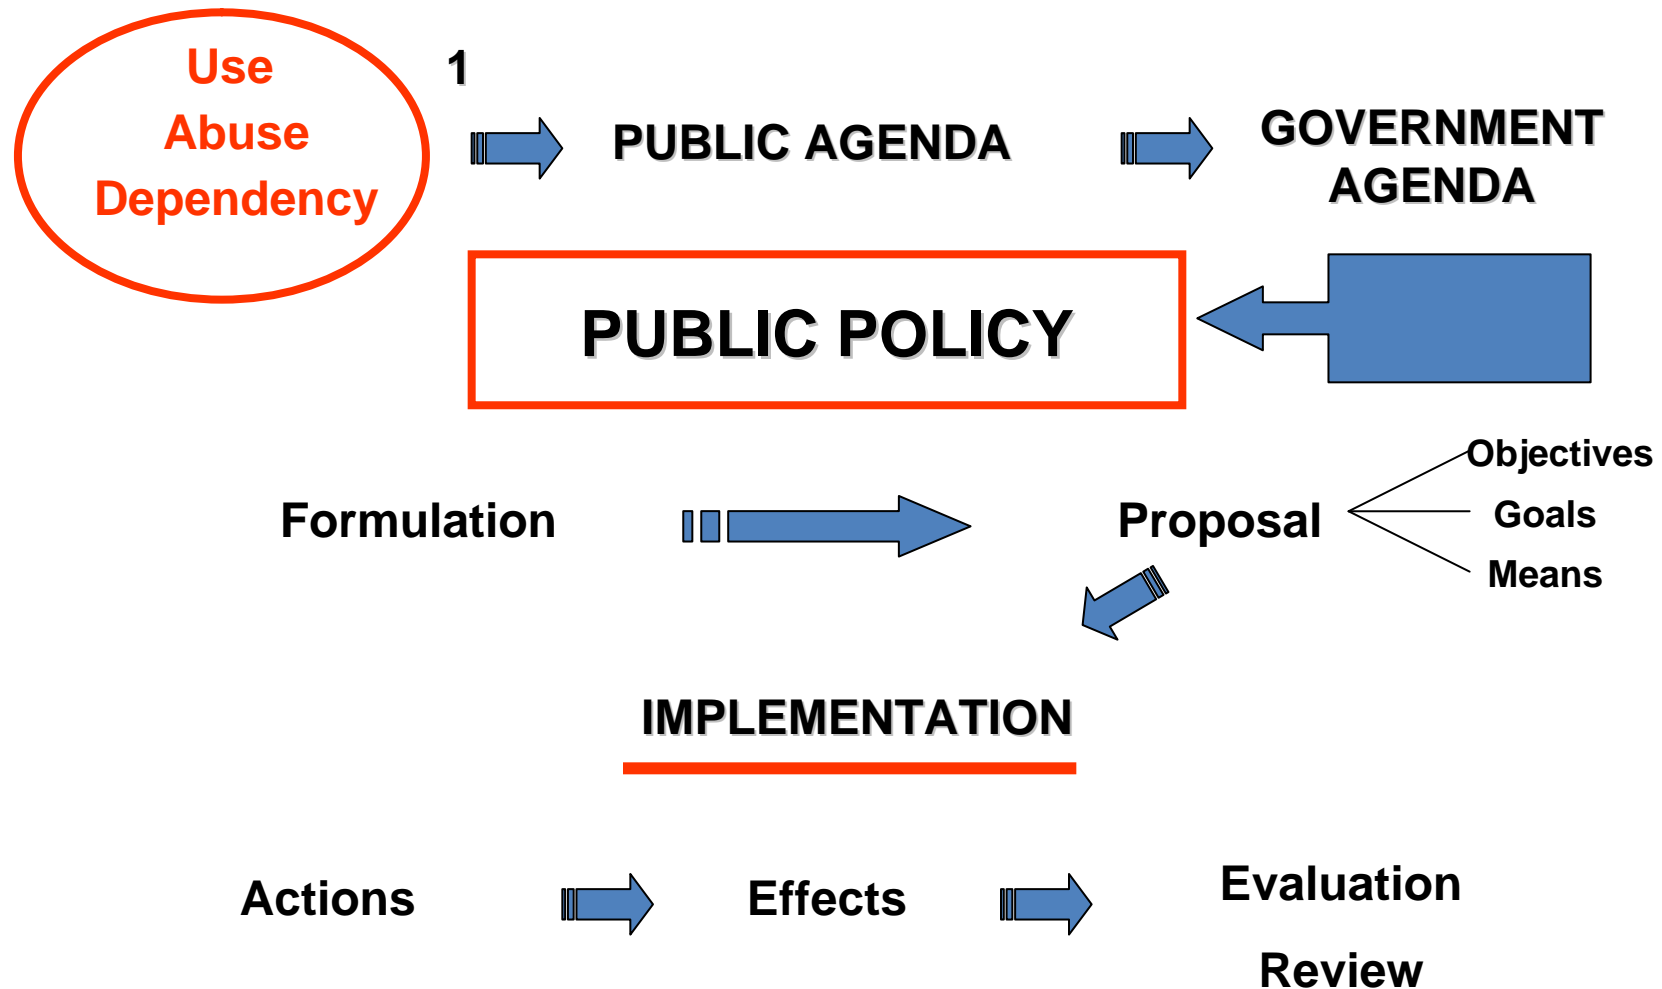 Use
Abuse
Dependency
1
PUBLIC AGENDA
GOVERNMENT
AGENDA
PUBLIC POLICY
Formulation
Proposal
Objectives
Goals
Means
IMPLEMENTATION
Actions
Effects
Evaluation
Review